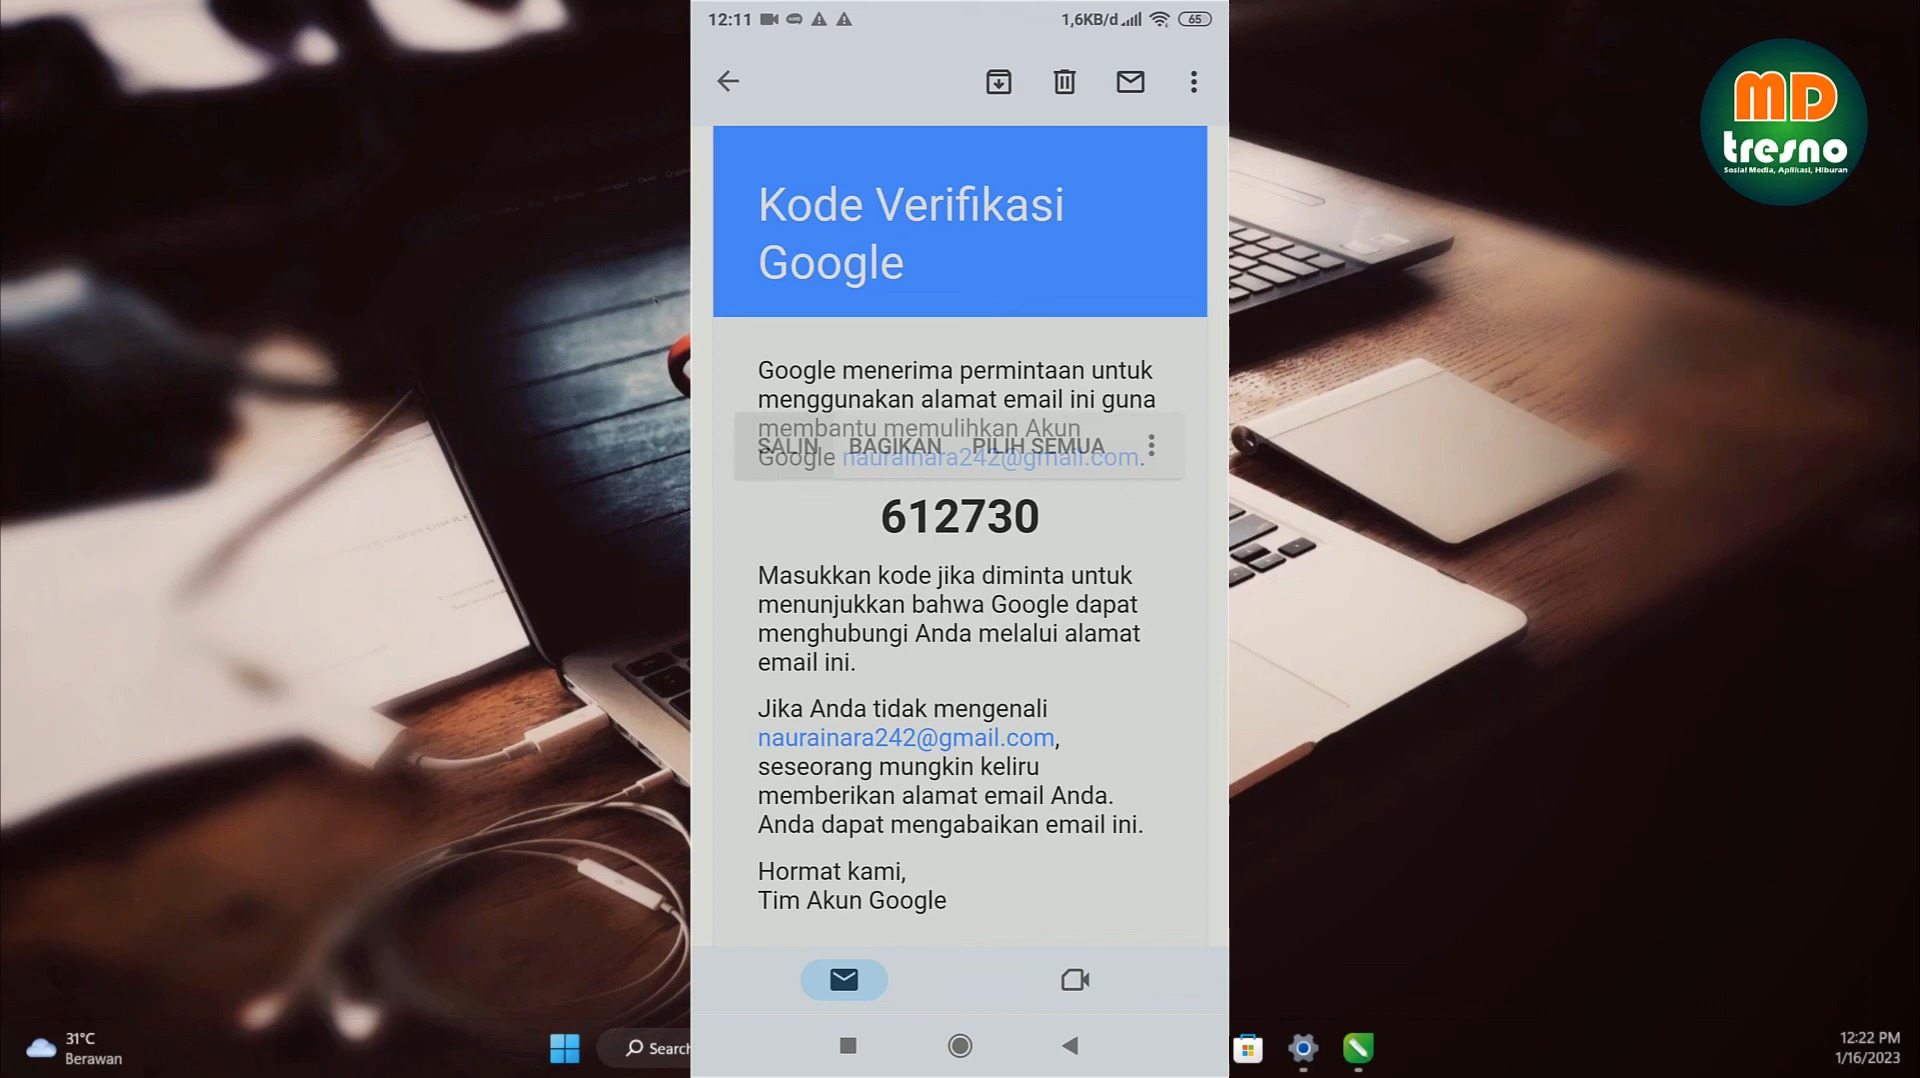 12:11
1,6KB/d
65
MD
tresno
Sosial Media, Aplikasi, Hiburan
Kode Verifikasi
Google
Google menerima permintaan untuk
menggunakan alamat email ini guna
membantu memulihkan Akun
SALIN BAGIKAN PILIH SEMUA
Google naurainara242@gmail.com.
612730
Masukkan kode jika diminta untuk
menunjukkan bahwa Google dapat
menghubungi Anda melalui alamat
email ini.
Jika Anda tidak mengenali
naurainara242@gmail.com,
seseorang mungkin keliru
memberikan alamat email Anda.
Anda dapat mengabaikan email ini.
Hormat kami,
Tim Akun Google
31°C
Berawan
Search
12:22 PM
1/16/2023